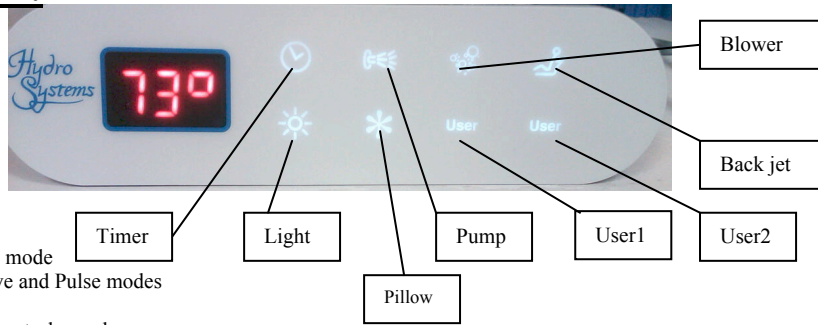 Hydro
Systems
73°
User
User
Blower
Back jet
Timer
Light
Pump
User1
User2
Pillow
mode
ve and Pulse modes